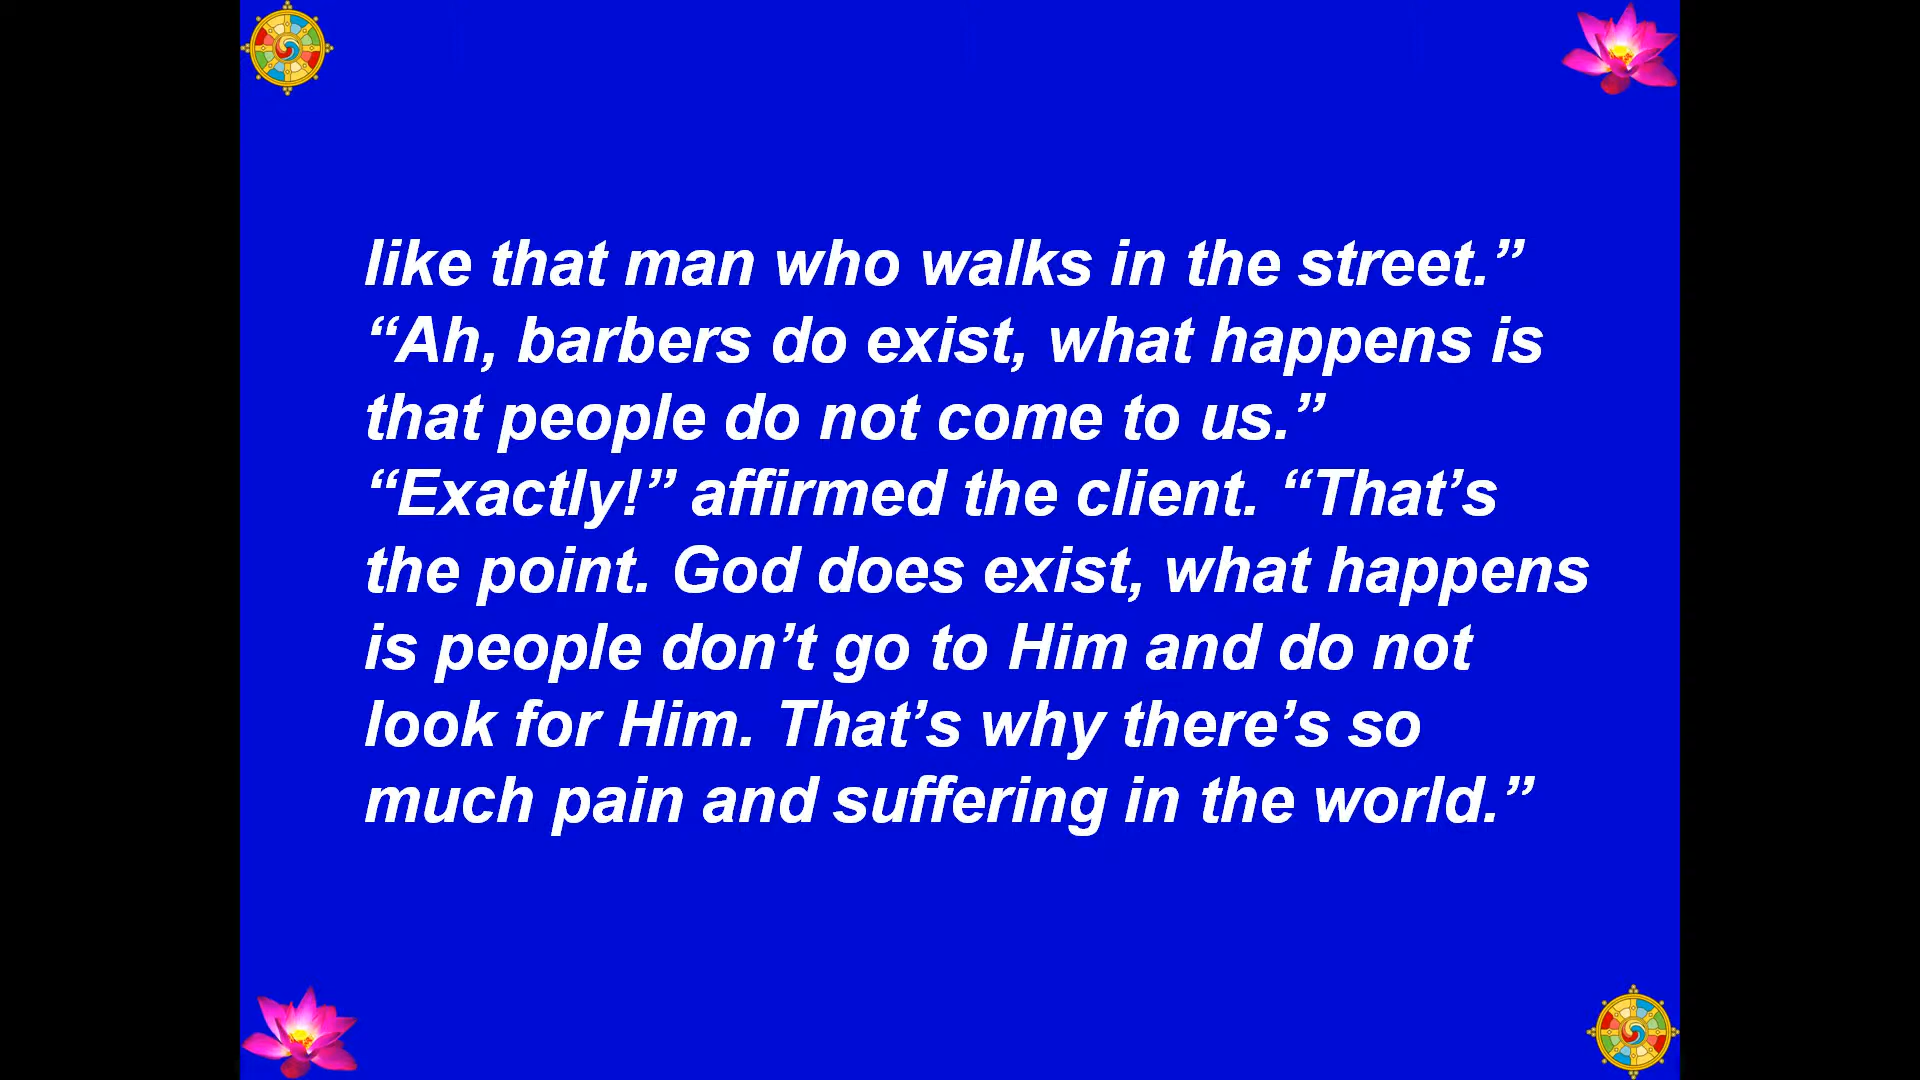 like that man who walks in the street.”
“Ah, barbers do exist, what happens is
that people do not come to us.”
“Exactly!” affirmed the client. “That’s
the point. God does exist, what happens
is people don’t go to Him and do not
look for Him. That’s why there’s so
much pain and suffering in the world.”